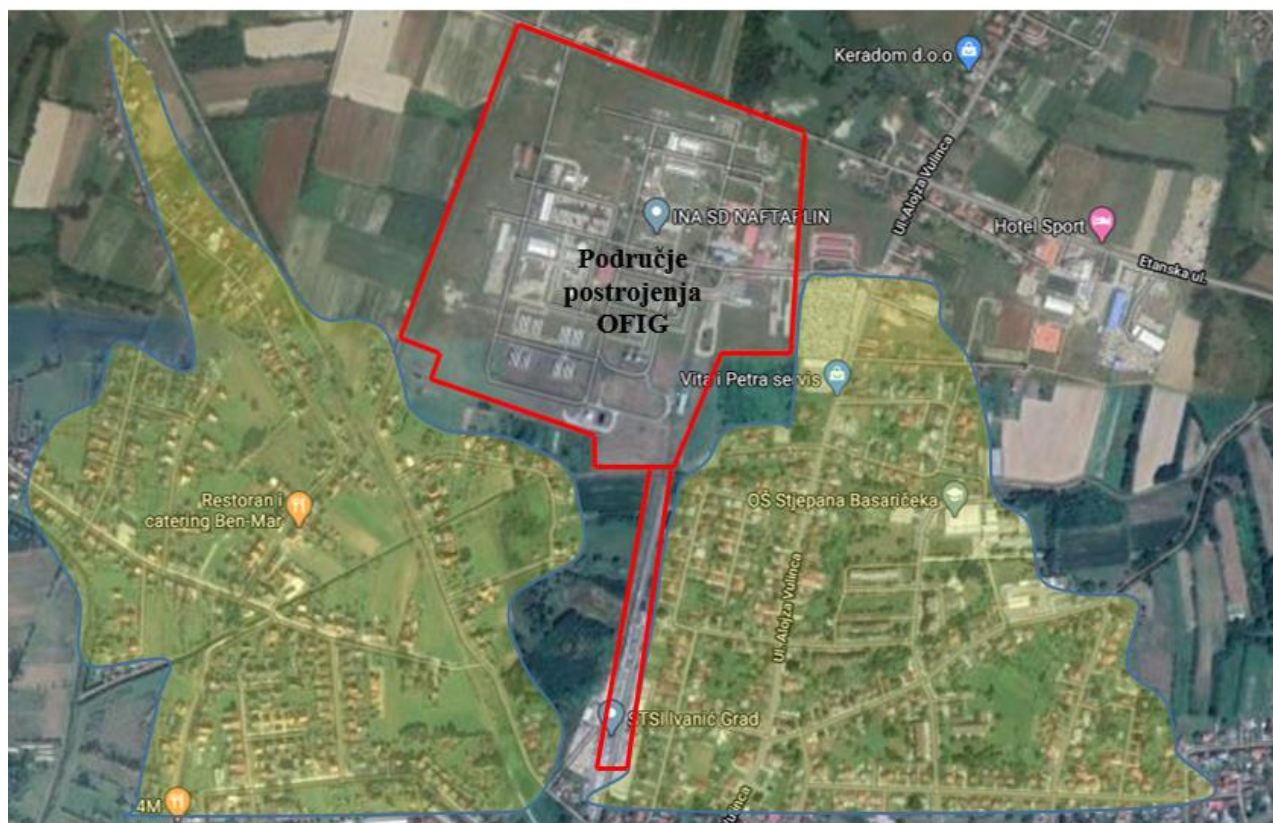 Keradom d.o.o
Ul. Alojza Vulinca
INA SD NAFTAPLIN
Hotel Sport
Etanska ul.
Područje
postrojenja
OFIG
Vita i Petra servis
Restoran i
catering Ben-Mar
OŠ Stjepana Basaričeka
Ul. Alojza Vulinca
STSI Ivanić Grad
4M